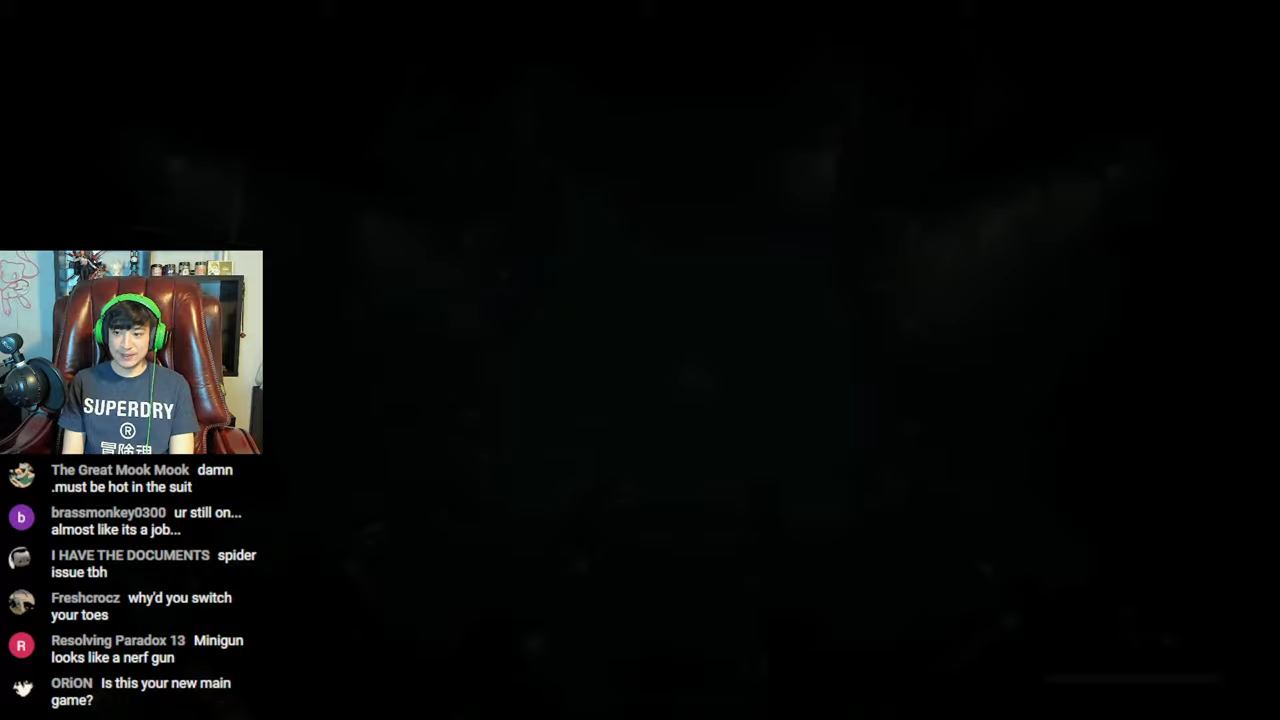 SUPERDRY
®
冒険魂
The Great Mook Mook damn
.must be hot in the suit
brassmonkey0300 ur still on...
almost like its a job...
I HAVE THE DOCUMENTS spider
issue tbh
Freshcrocz why'd you switch
your toes
Resolving Paradox 13 Minigun
looks like a nerf gun
ORiON Is this your new main
game?
b
R